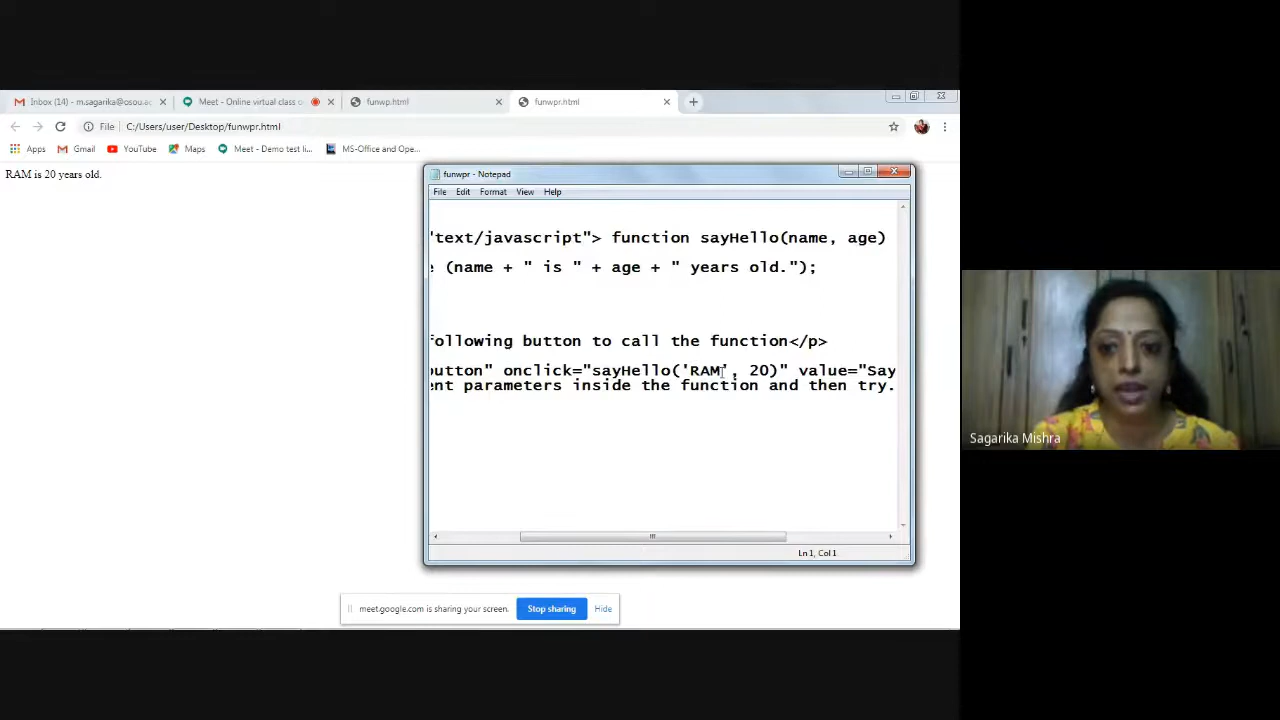 Inbox (14) - m.sagarika@osou.ac
Meet - Online virtual class o
funwp.html
funwpr.html
File
C:/Users/user/Desktop/funwpr.html
Apps
Gmail
YouTube
Maps
Meet - Demo test li...
MS-Office and Ope...
RAM is 20 years old.
funwpr - Notepad
File Edit Format View Help
"text/javascript"> function sayHello(name, age)
e (name + " is " + age + " years old.");
following button to call the function</p>
button" onclick="sayHello('RAM', 20)" value="Say
ent parameters inside the function and then try.
Ln 1, Col 1
meet.google.com is sharing your screen.
Stop sharing
Hide
Sagarika Mishra